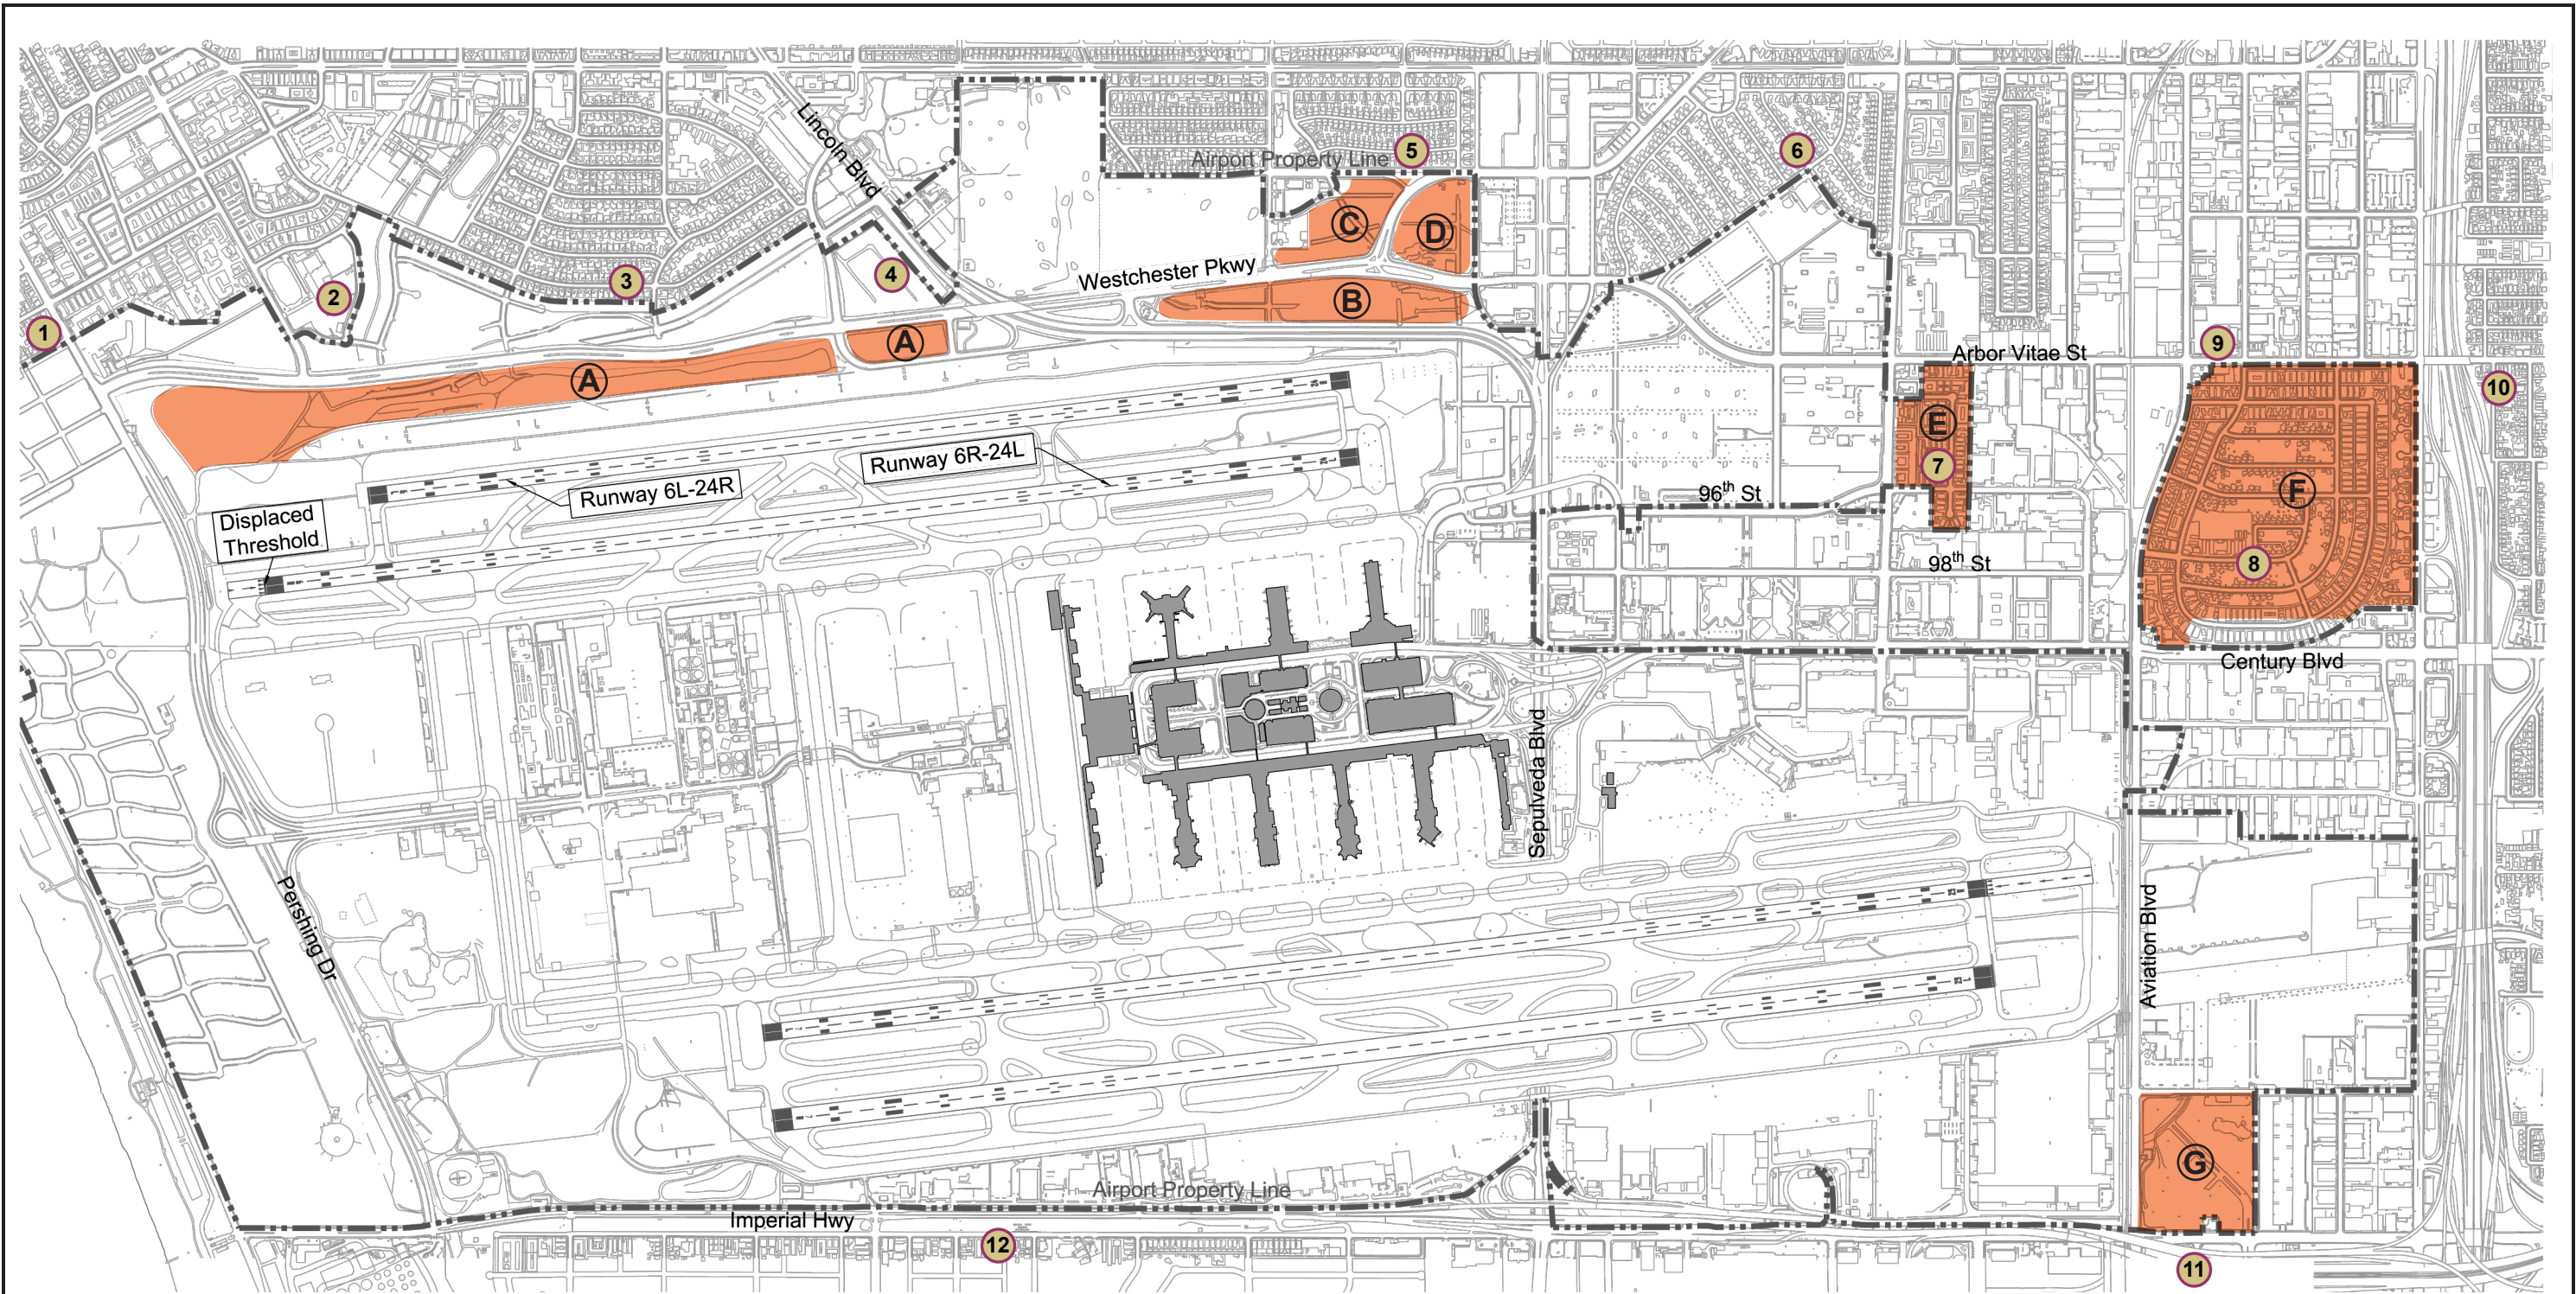 Lincoln Blvd
5
6
Airport Property Line
C
D
4
3
2
Westchester Pkwy
B
1
A
A
9
Arbor Vitae St
10
E
7
F
Runway 6R-24L
Runway 6L-24R
96th St
Displaced
Threshold
98th St
8
Century Blvd
Sepulveda Blvd
Pershing Dr
Aviation Blvd
G
Airport Property Line
Imperial Hwy
12
11